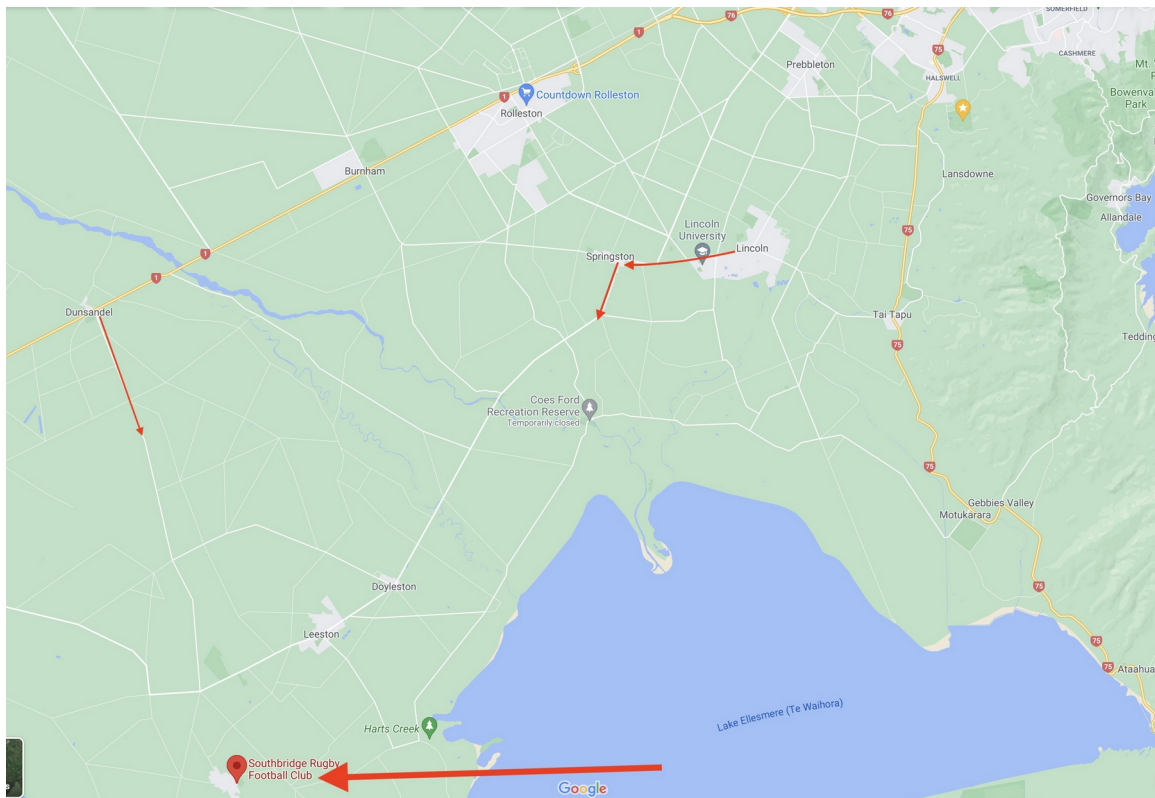 SOMERFIELD
76
1
76
75
CASHMERE
Prebbleton
HALSWELL
Mt.
Bowenva
Park
1
Countdown Rolleston
Rolleston
Burnham
Lansdowne
Governors Bay
Allandale
Lincoln
University
Lincoln
75
Springston
1
1
Dunsandel
Tai Tapu
75
Tedding
Coes Ford
Recreation Reserve
Temporarily closed
75
Gebbies Valley
Motukarara
Doyleston
75
Leeston
75
75
Ataahua
Lake Ellesmere (Te Waihora)
Harts Creek
Southbridge Rugby
Football Club
Google